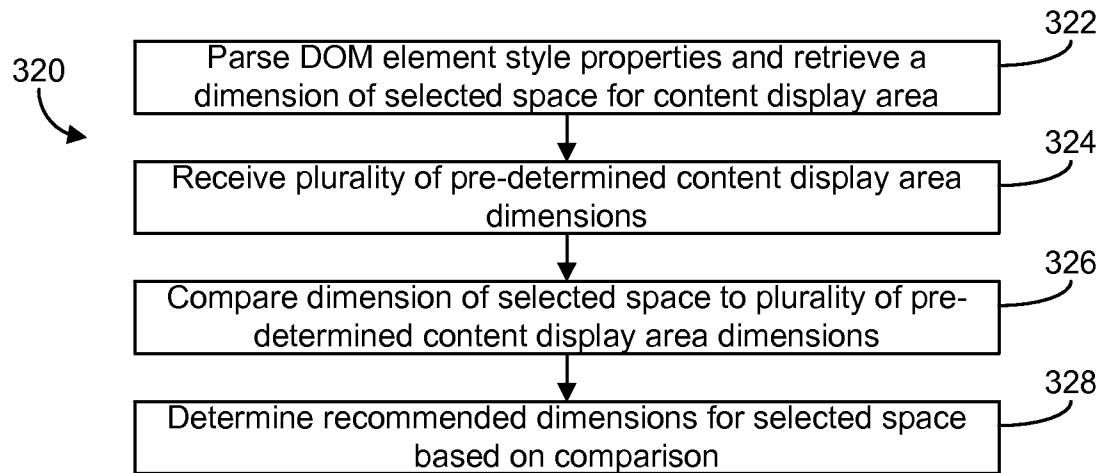 322
Parse DOM element style properties and retrieve a
dimension of selected space for content display area
320
324
Receive plurality of pre-determined content display area
dimensions
326
Compare dimension of selected space to plurality of pre-
determined content display area dimensions
328
Determine recommended dimensions for selected space
based on comparison